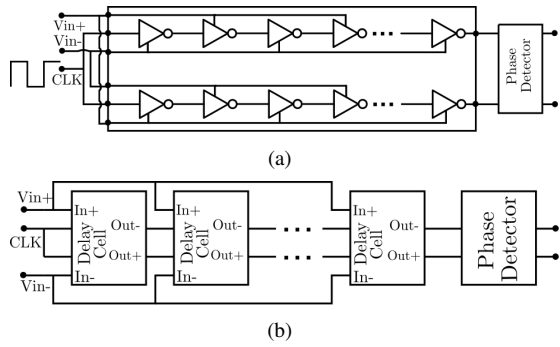 Vin+
Vin-
CLK
Phase
Detector
(a)
Vin+
CLK
Vin-
In+
Delay
Cell
Out-
Out+
In-
In+
Delay
Cell
Out-
Out+
In-
In+
Delay
Cell
Out-
Out+
In-
Phase
Detector
(b)